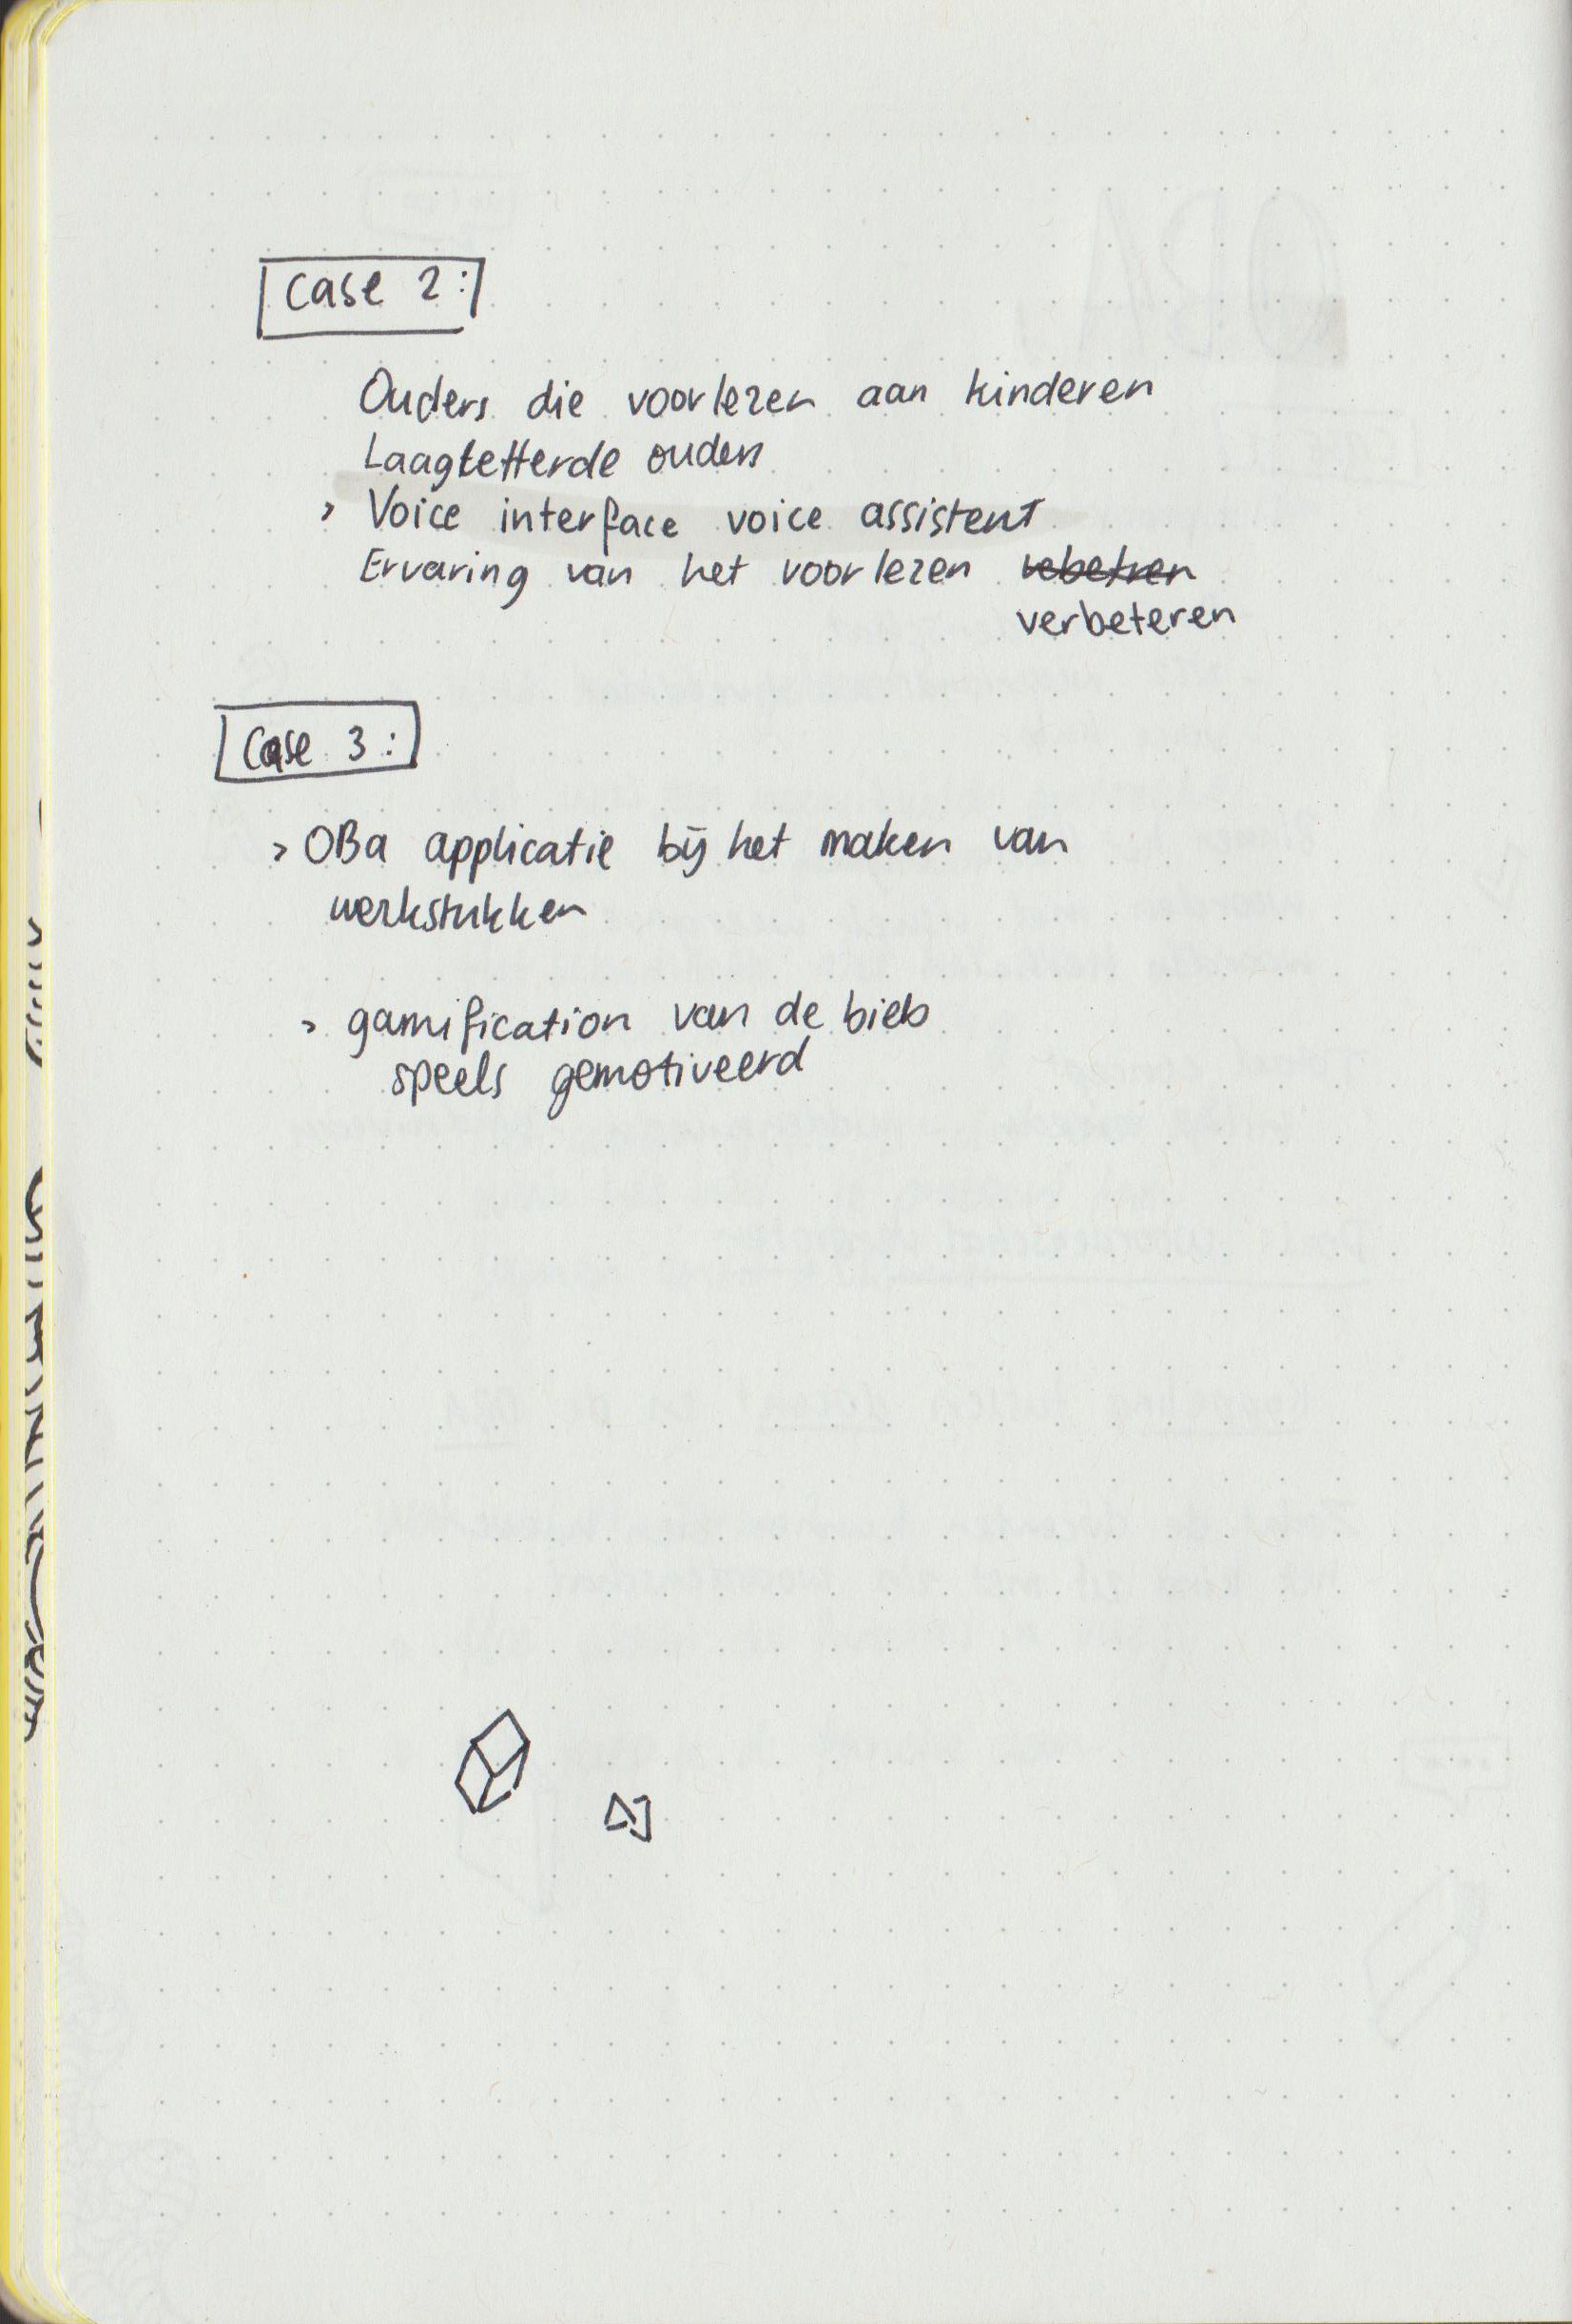 case 2:
Ouders die voorlezen aan kinderen
Laagletterde ouders
> Voice interface voice assistent
Ervaring van het voorlezen vebetren
verbeteren
Case 3:
> OBa applicatie bij het maken van
werkstukken
> gamification van de bieb
speels gemotiveerd